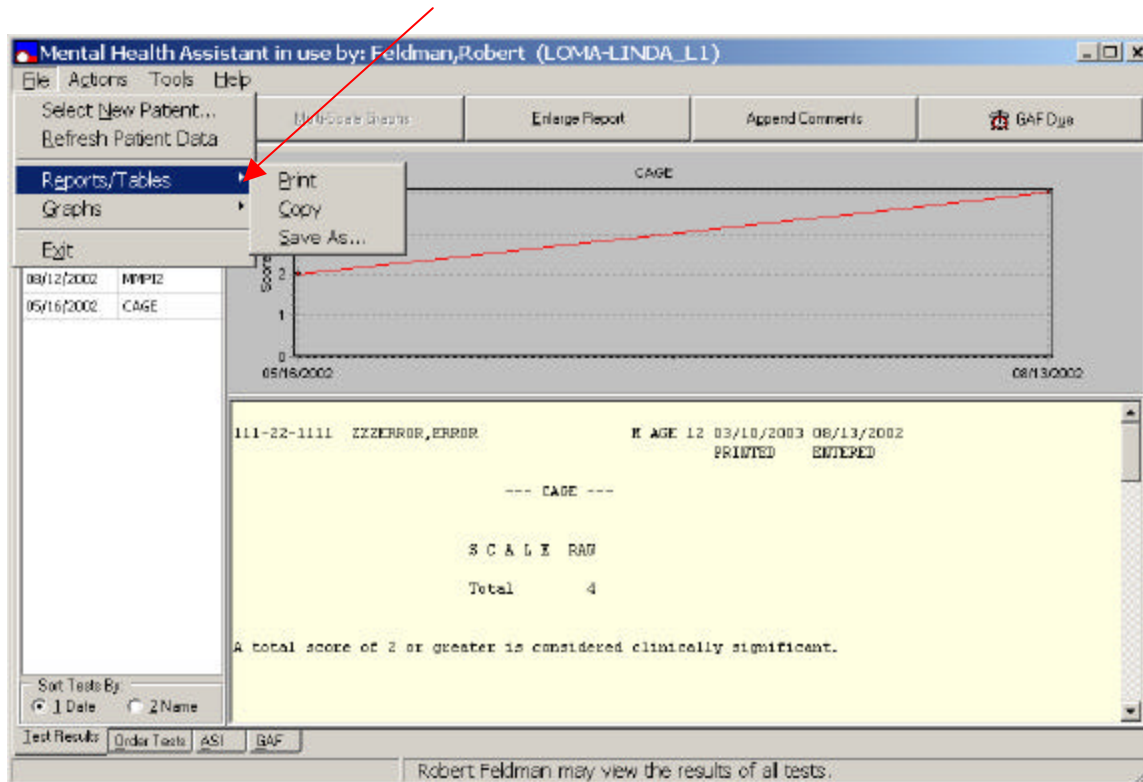 Mental Health Assistant in use by: Feldman,Robert (LOMA-LINDA_L1)
File Actions Tools Help
Select New Patient...
Refresh Patient Data
Reports/Tables
Graphs
Exit
Print
Copy
Save As...
Multi-Scale Graphs
Enlarge Report
Append Comments
GAF Due
CAGE
Score
2
1
0
05/16/2002 08/13/2002
08/12/2002 MMPI2
05/16/2002 CAGE
111-22-1111 ZZZERROR,ERROR M AGE 12 03/10/2003 08/13/2002
PRINTED ENTERED
--- CAGE ---
S C A L E RAW
Total 4
A total score of 2 or greater is considered clinically significant.
Sort Tests By:
1 Date 2 Name
Test Results Order Tests ASI GAF
Robert Feldman may view the results of all tests.